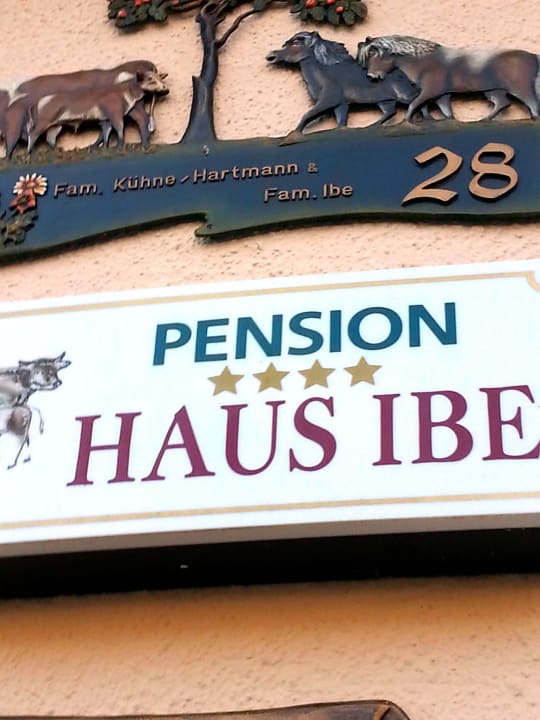 Fam. Kühne/Hartmann &
Fam. Ibe
28
PENSION
HAUS IBE